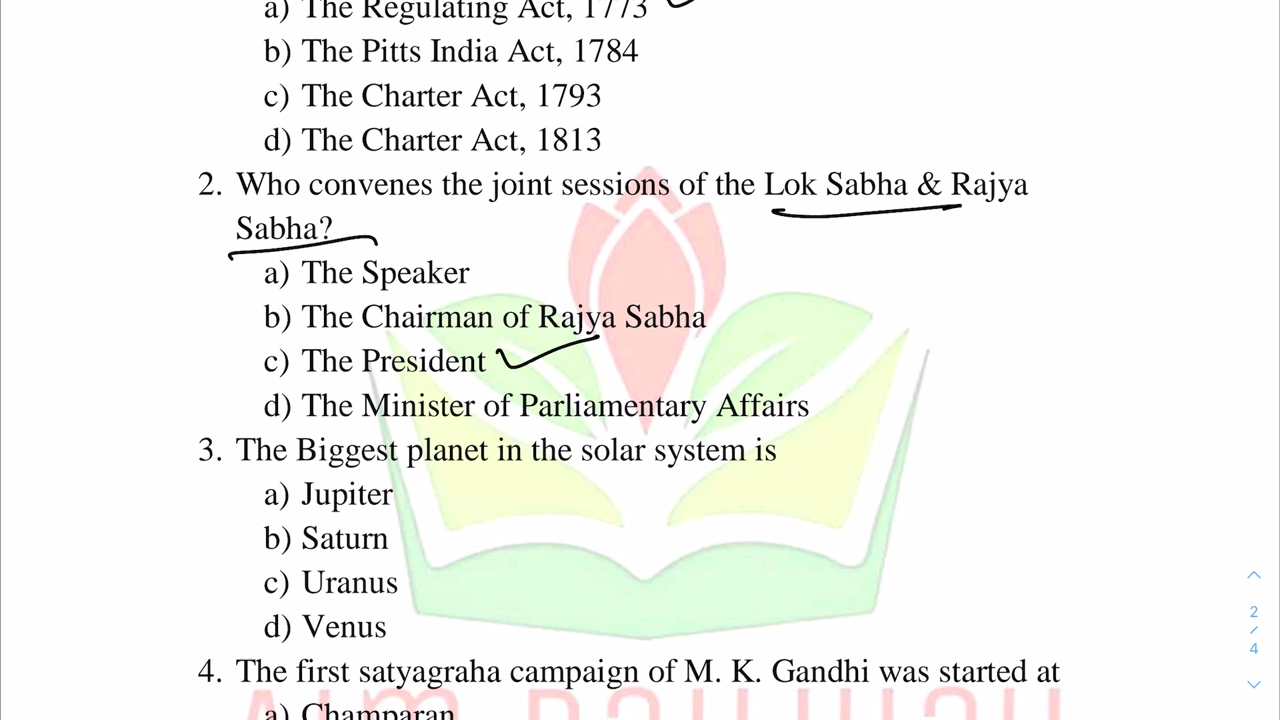 a) The Regulating Act, 1773
b) The Pitts India Act, 1784
c) The Charter Act, 1793
d) The Charter Act, 1813
2. Who convenes the joint sessions of the Lok Sabha & Rajya
Sabha?
a) The Speaker
b) The Chairman of Rajya Sabha
c) The President
d) The Minister of Parliamentary Affairs
3. The Biggest planet in the solar system is
a) Jupiter
b) Saturn
c) Uranus
d) Venus
2
/
4
4. The first satyagraha campaign of M. K. Gandhi was started at
a) Champaran